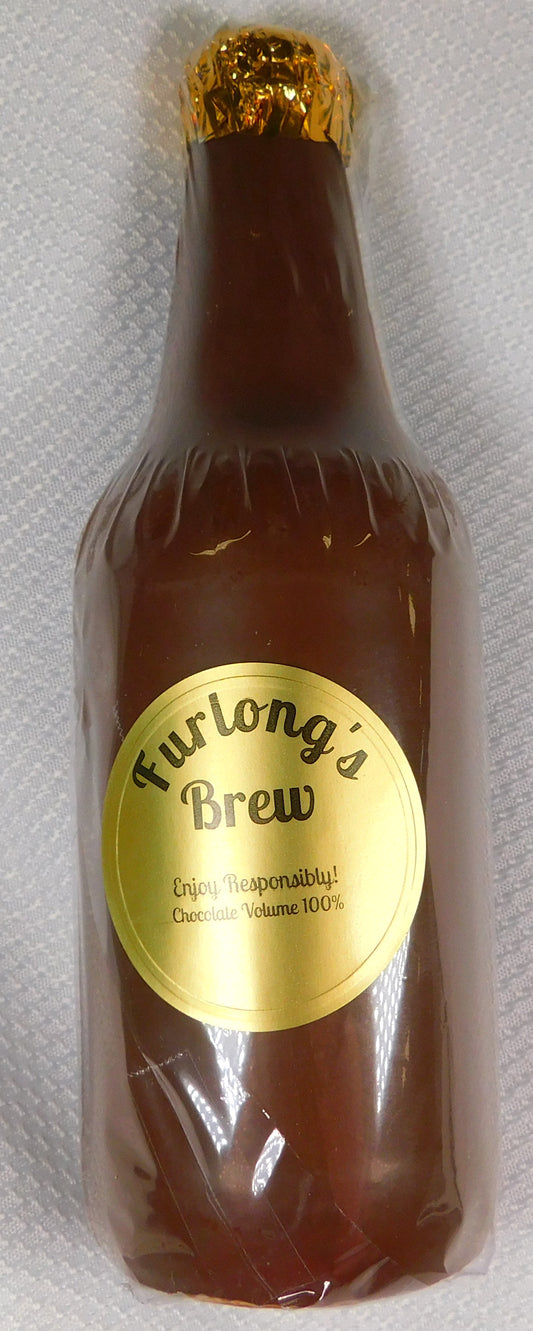 Furlong's
Brew
Enjoy Responsibly!
Chocolate Volume 100%